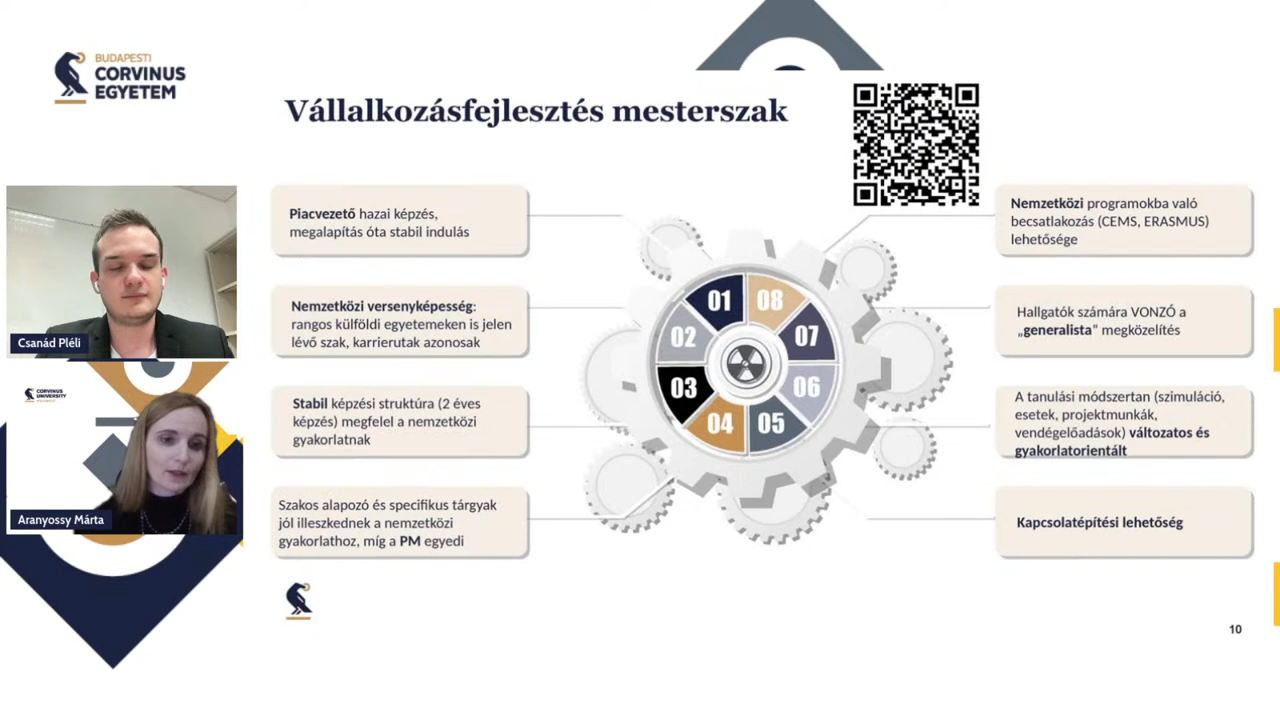 BUDAPESTI
CORVINUS
EGYETEM
Vállalkozásfejlesztés mesterszak
Piacvezető hazai képzés,
megalapítás óta stabil indulás
Nemzetközi versenyképesség:
rangos külföldi egyetemeken is jelen
lévő szak, karrierutak azonosak
Stabil képzési struktúra (2 éves
képzés) megfelel a nemzetközi
gyakorlatnak
Szakos alapozó és specifikus tárgyak
jól illeszkednek a nemzetközi
gyakorlathoz, míg a PM egyedi
01
02
03
04
05
06
07
08
Nemzetközi programokba való
becsatlakozás (CEMS, ERASMUS)
lehetősége
Hallgatók számára VONZÓ a
„generalista” megközelítés
A tanulási módszertan (szimuláció,
esetek, projektmunkák,
vendégelőadások) változatos és
gyakorlatorientált
Kapcsolatépítési lehetőség
Csanád Pléli
CORVINUS
UNIVERSITY
Aranyossy Márta
10